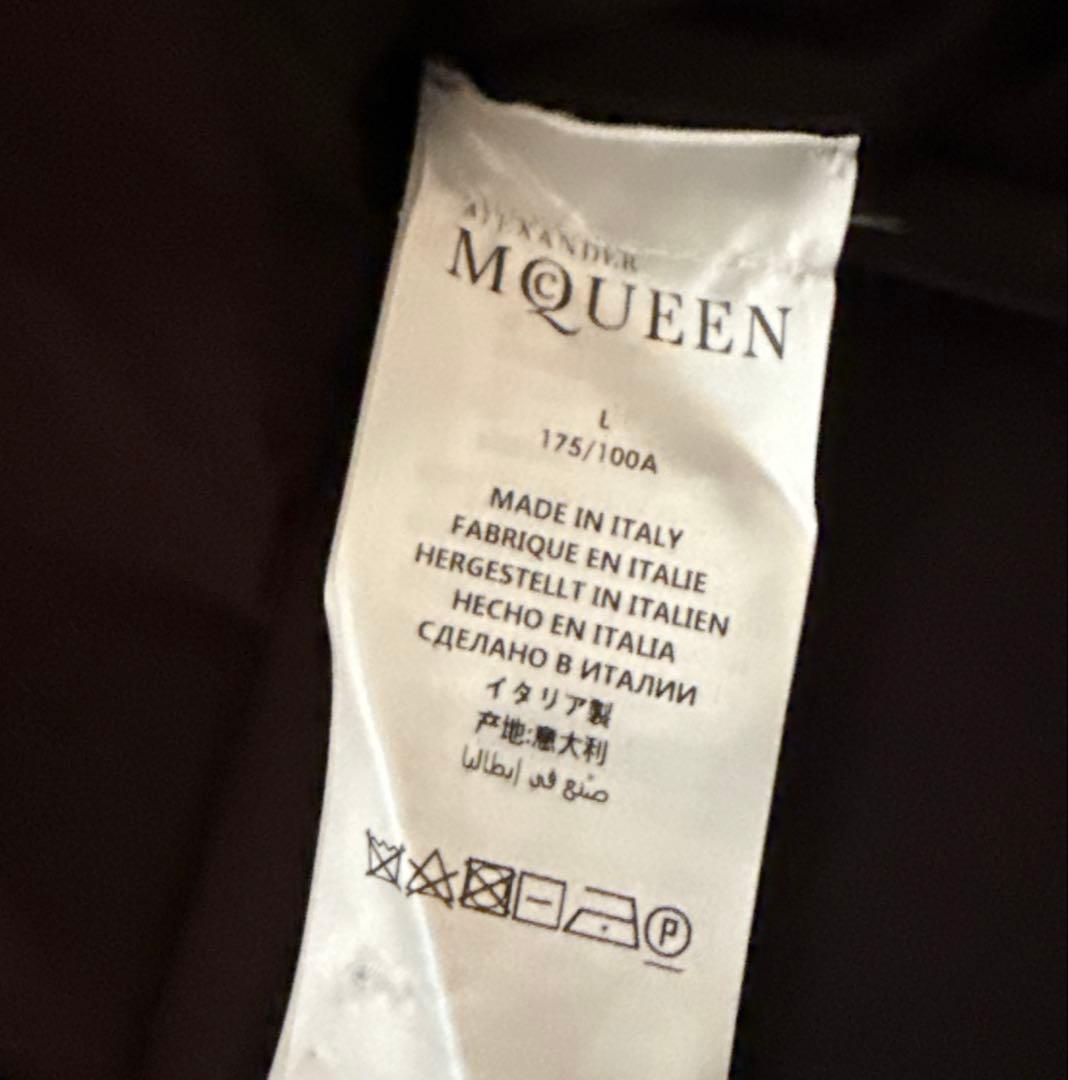 ALEXANDER
McQUEEN
L
175/100A
MADE IN ITALY
FABRIQUE EN ITALIE
HERGESTELLT IN ITALIEN
HECHO EN ITALIA
СДЕЛАНО В ИТАЛИИ
イタリア製
产地:意大利
صنع في إيطاليا
P